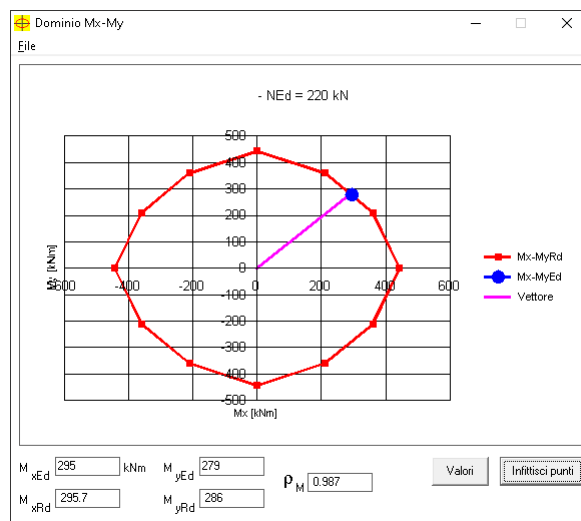 Dominio Mx-My
File
- NEd = 220 kN
500
400
300
200
100
0
-100
-200
-300
-400
-500
-600 -400 -200 0 200 400 600
[kNm]
Mx [kNm]
Mx-MyRd
Mx-MyEd
Vettore
M xEd 295 kNm M yEd 279
ρ M 0.987
Valori Infittisci punti
M xRd 295.7 M yRd 286